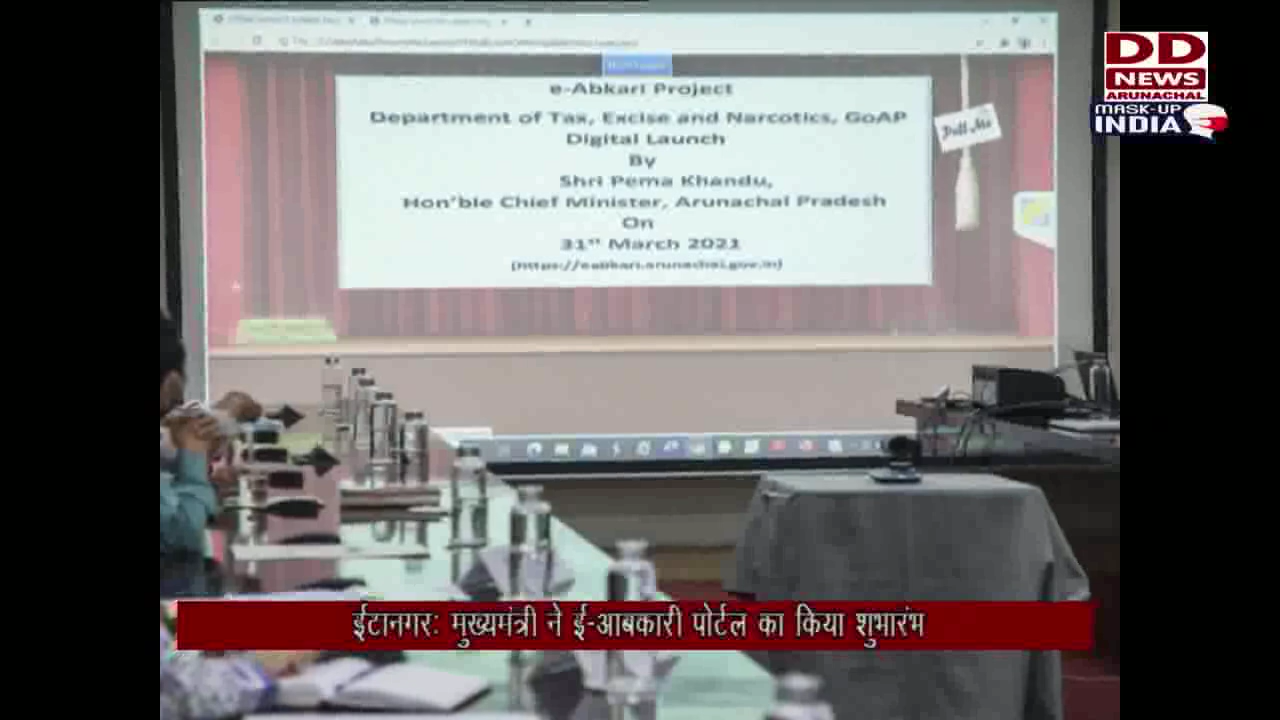 DD
NEWS
ARUNACHAL
MASK-UP
INDIA
e-Abkari Project
Department of Tax, Excise and Narcotics, GoAP
Digital Launch
By
Shri Pema Khandu,
Hon'ble Chief Minister, Arunachal Pradesh
On
31st March 2021
(https://eabkari.arunachal.gov.in)
Pull Me
ईटानगर: मुख्यमंत्री ने ई-आबकारी पोर्टल का किया शुभारंभ